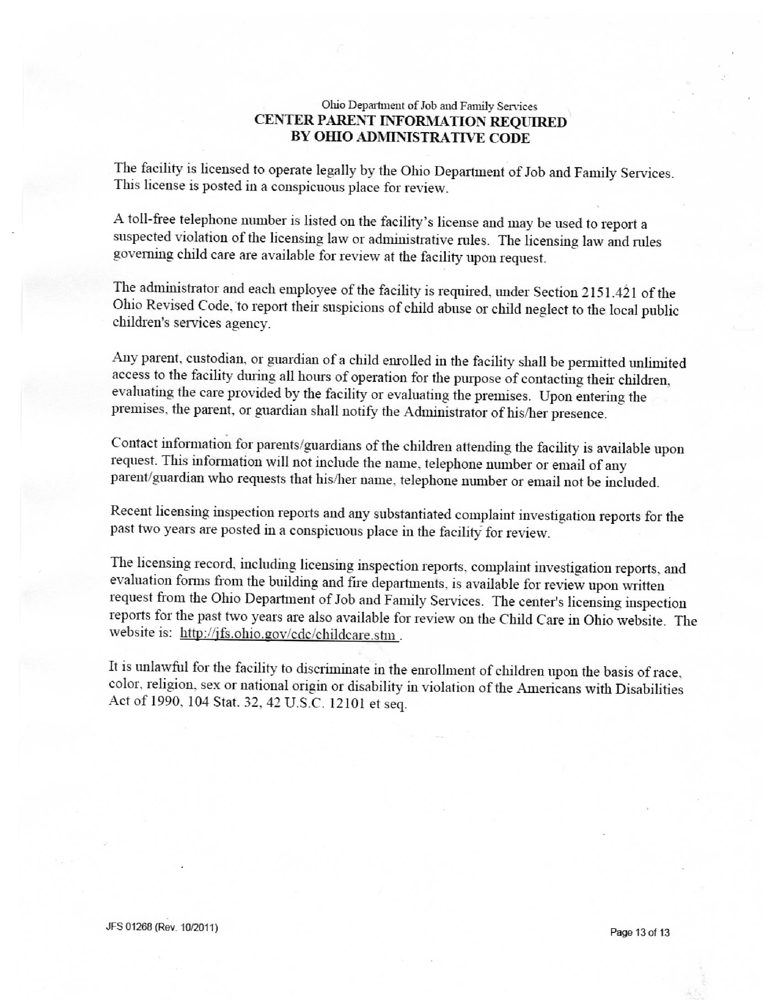 Ohio Department of Job and Family Services
CENTER PARENT INFORMATION REQUIRED
BY OHIO ADMINISTRATIVE CODE
The facility is licensed to operate legally by the Ohio Department of Job and Family Services.
This license is posted in a conspicuous place for review.
A toll-free telephone number is listed on the facility's license and may be used to report a
suspected violation of the licensing law or administrative rules.  The licensing law and rules
governing child care are available for review at the facility upon request.
The administrator and each employee of the facility is required, under Section 2151.421 of the
Ohio Revised Code, to report their suspicions of child abuse or child neglect to the local public
children's services agency.
Any parent, custodian, or guardian of a child enrolled in the facility shall be permitted unlimited
access to the facility during all hours of operation for the purpose of contacting their children,
evaluating the care provided by the facility or evaluating the premises.  Upon entering the
premises, the parent, or guardian shall notify the Administrator of his/her presence.
Contact information for parents/guardians of the children attending the facility is available upon
request. This information will not include the name, telephone number or email of any
parent/guardian who requests that his/her name, telephone number or email not be included.
Recent licensing inspection reports and any substantiated complaint investigation reports for the
past two years are posted in a conspicuous place in the facility for review.
The licensing record, including licensing inspection reports, complaint investigation reports, and
evaluation forms from the building and fire departments, is available for review upon written
request from the Ohio Department of Job and Family Services.  The center's licensing inspection
reports for the past two years are also available for review on the Child Care in Ohio website.  The
website is:  http://jfs.ohio.gov/cdc/childcare.stm .
It is unlawful for the facility to discriminate in the enrollment of children upon the basis of race,
color, religion, sex or national origin or disability in violation of the Americans with Disabilities
Act of 1990, 104 Stat. 32, 42 U.S.C. 12101 et seq.
JFS 01268 (Rev. 10/2011)
Page 13 of 13